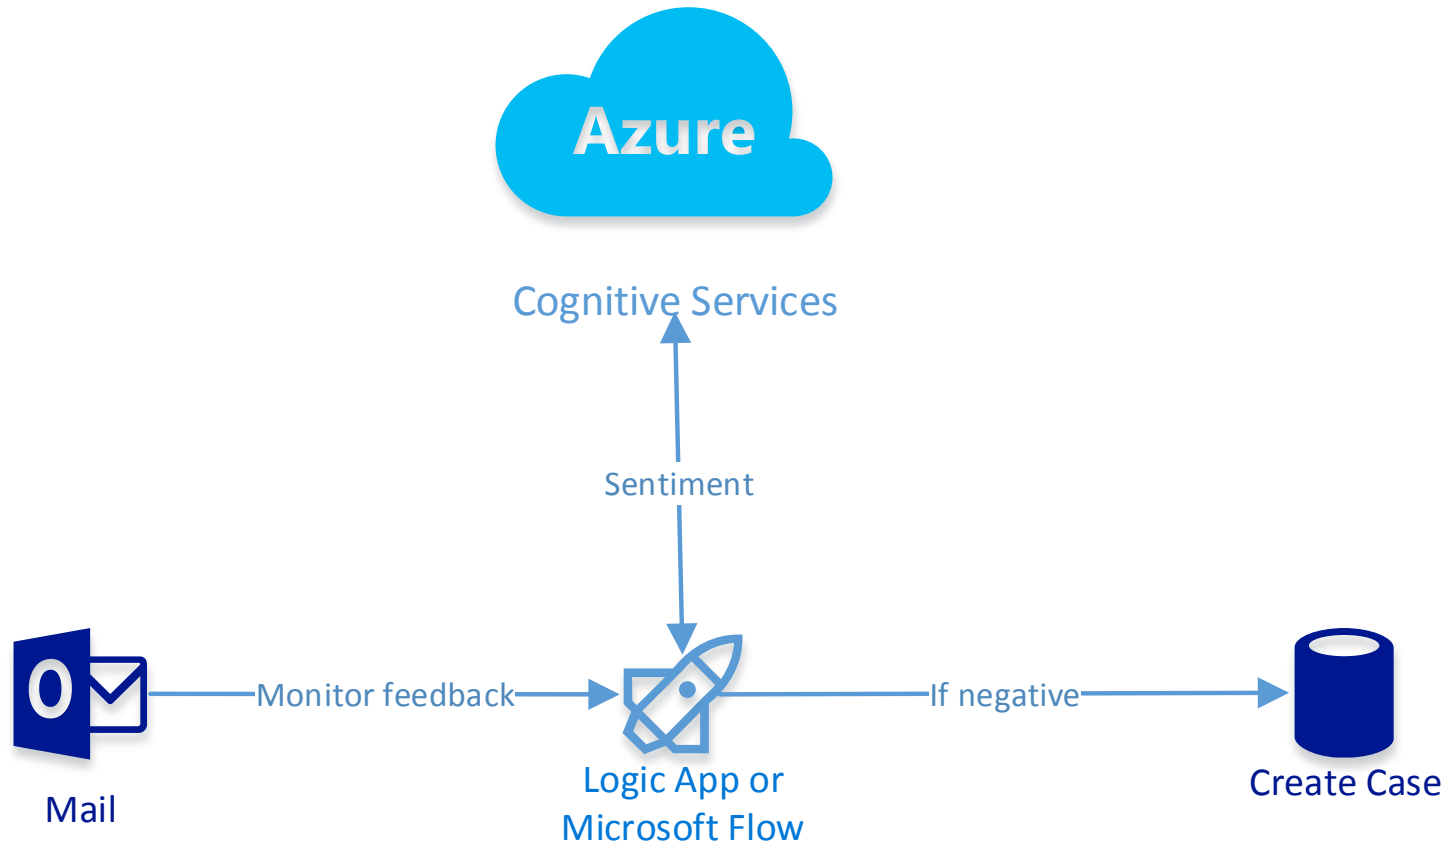 Azure
Cognitive Services
Sentiment
Monitor feedback
If negative
Mail
Logic App or
Microsoft Flow
Create Case